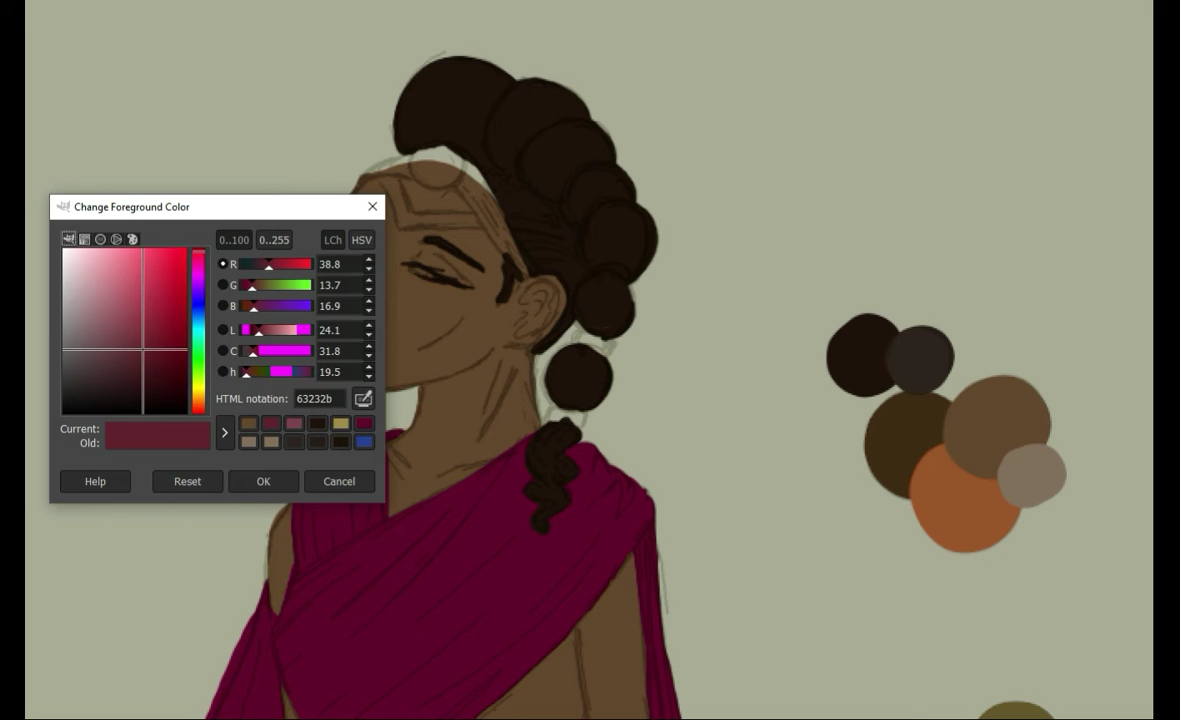 Change Foreground Color
0..100 0..255 LCh HSV
R 38.8
G 13.7
B 16.9
L 24.1
C 31.8
h 19.5
HTML notation: 63232b
Current:
Old:
Help Reset OK Cancel